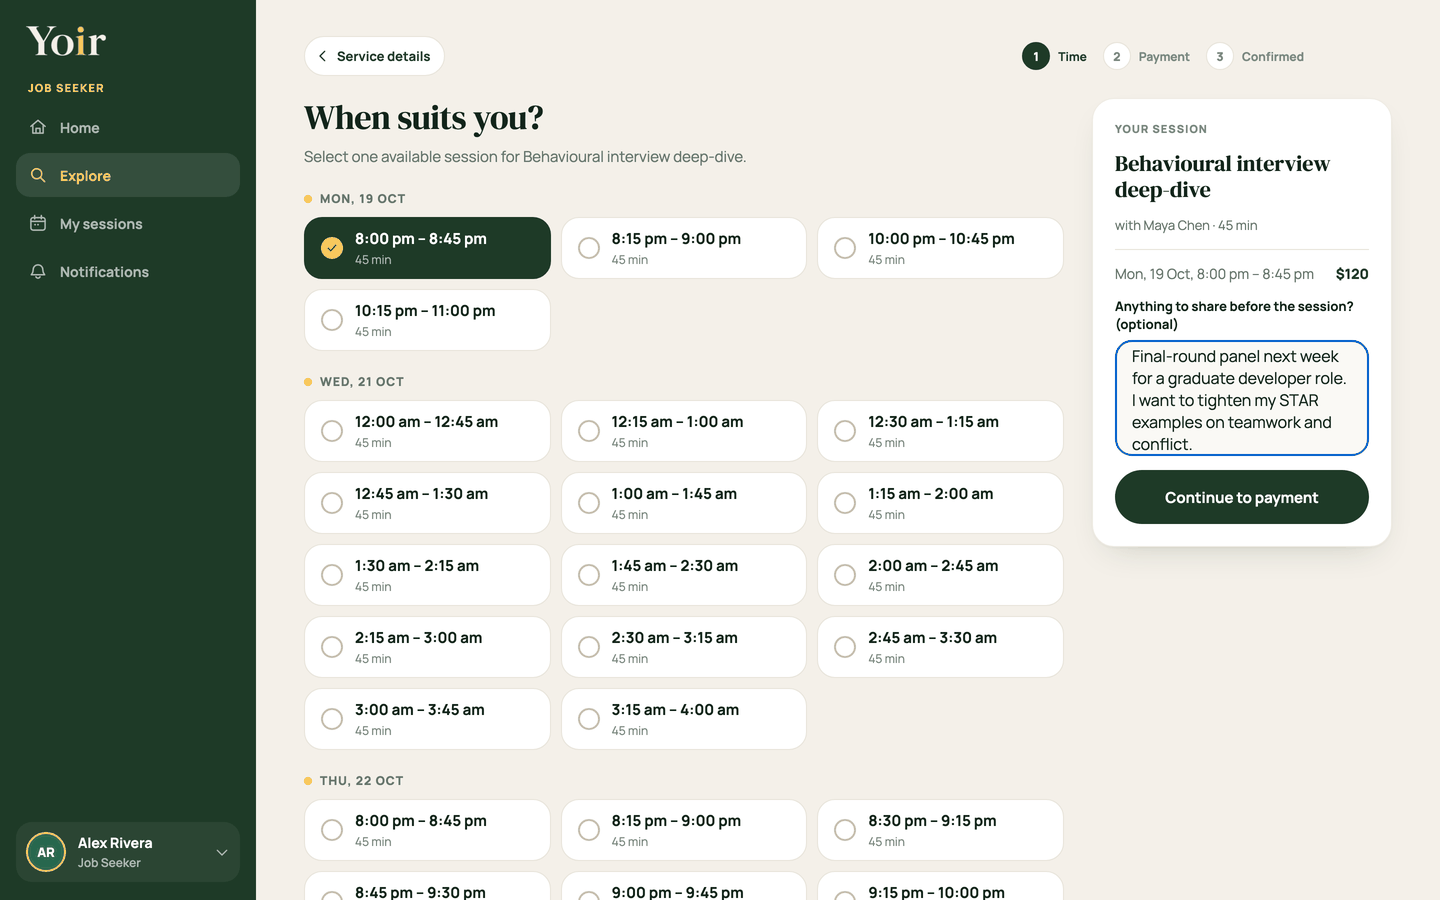 Yoir
JOB SEEKER
Home
Explore
My sessions
Notifications
AR
Alex Rivera
Job Seeker
Service details
1 Time 2 Payment 3 Confirmed
When suits you?
Select one available session for Behavioural interview deep-dive.
MON, 19 OCT
8:00 pm – 8:45 pm
45 min
8:15 pm – 9:00 pm
45 min
10:00 pm – 10:45 pm
45 min
10:15 pm – 11:00 pm
45 min
WED, 21 OCT
12:00 am – 12:45 am
45 min
12:15 am – 1:00 am
45 min
12:30 am – 1:15 am
45 min
12:45 am – 1:30 am
45 min
1:00 am – 1:45 am
45 min
1:15 am – 2:00 am
45 min
1:30 am – 2:15 am
45 min
1:45 am – 2:30 am
45 min
2:00 am – 2:45 am
45 min
2:15 am – 3:00 am
45 min
2:30 am – 3:15 am
45 min
2:45 am – 3:30 am
45 min
3:00 am – 3:45 am
45 min
3:15 am – 4:00 am
45 min
THU, 22 OCT
8:00 pm – 8:45 pm
45 min
8:15 pm – 9:00 pm
45 min
8:30 pm – 9:15 pm
45 min
8:45 pm – 9:30 pm
9:00 pm – 9:45 pm
9:15 pm – 10:00 pm
YOUR SESSION
Behavioural interview
deep-dive
with Maya Chen · 45 min
Mon, 19 Oct, 8:00 pm – 8:45 pm $120
Anything to share before the session?
(optional)
Final-round panel next week
for a graduate developer role.
I want to tighten my STAR
examples on teamwork and
conflict.
Continue to payment